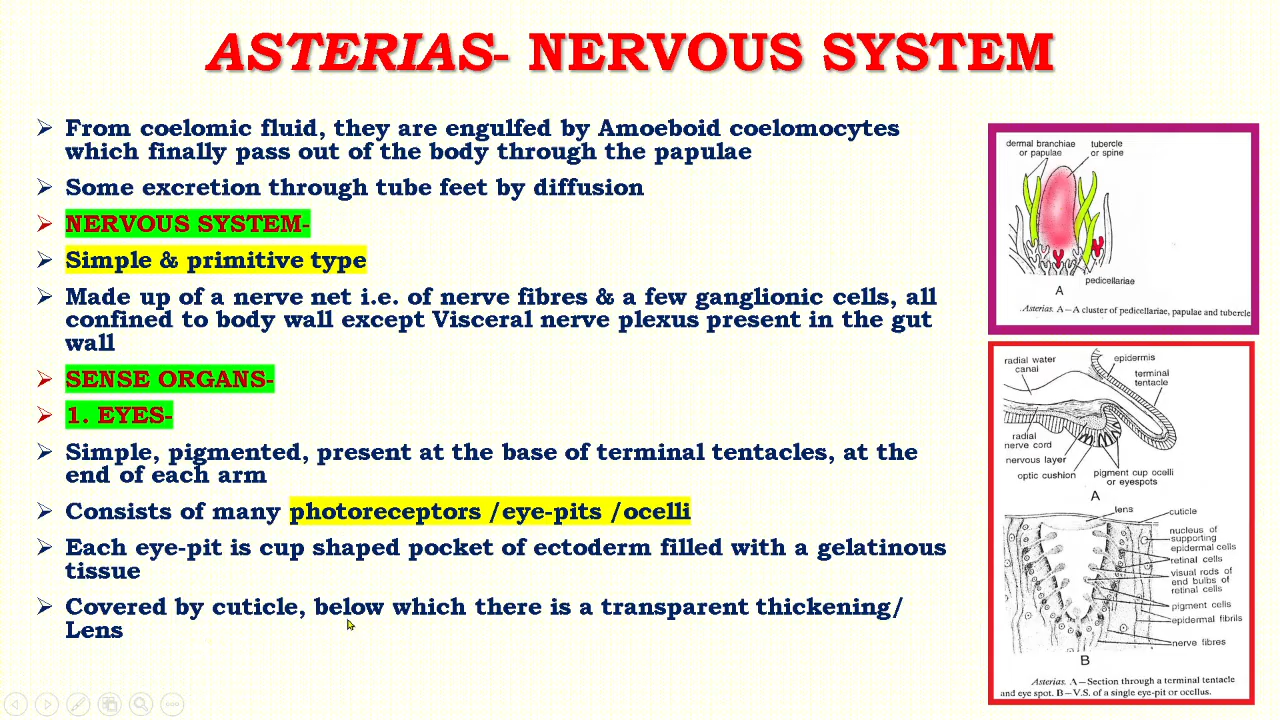 ASTERIAS- NERVOUS SYSTEM
➢ From coelomic fluid, they are engulfed by Amoeboid coelomocytes
which finally pass out of the body through the papulae
➢ Some excretion through tube feet by diffusion
➢ NERVOUS SYSTEM-
➢ Simple & primitive type
➢ Made up of a nerve net i.e. of nerve fibres & a few ganglionic cells, all
confined to body wall except Visceral nerve plexus present in the gut
wall
➢ SENSE ORGANS-
➢ 1. EYES-
➢ Simple, pigmented, present at the base of terminal tentacles, at the
end of each arm
➢ Consists of many photoreceptors /eye-pits /ocelli
➢ Each eye-pit is cup shaped pocket of ectoderm filled with a gelatinous
tissue
➢ Covered by cuticle, below which there is a transparent thickening/
Lens
dermal branchiae
or papulae
tubercle
or spine
pedicellariae
A
Asterias. A—A cluster of pedicellariae, papulae and tubercle
radial water
canal
epidermis
terminal
tentacle
radial
nerve cord
nervous layer
optic cushion
pigment cup ocelli
or eyespots
A
lens
cuticle
nucleus of
supporting
epidermal cells
retinal cells
visual rods of
end bulbs of
retinal cells
pigment cells
epidermal fibrils
nerve fibres
B
Asterias. A—Section through a terminal tentacle
and eye spot. B—V.S. of a single eye-pit or ocellus.